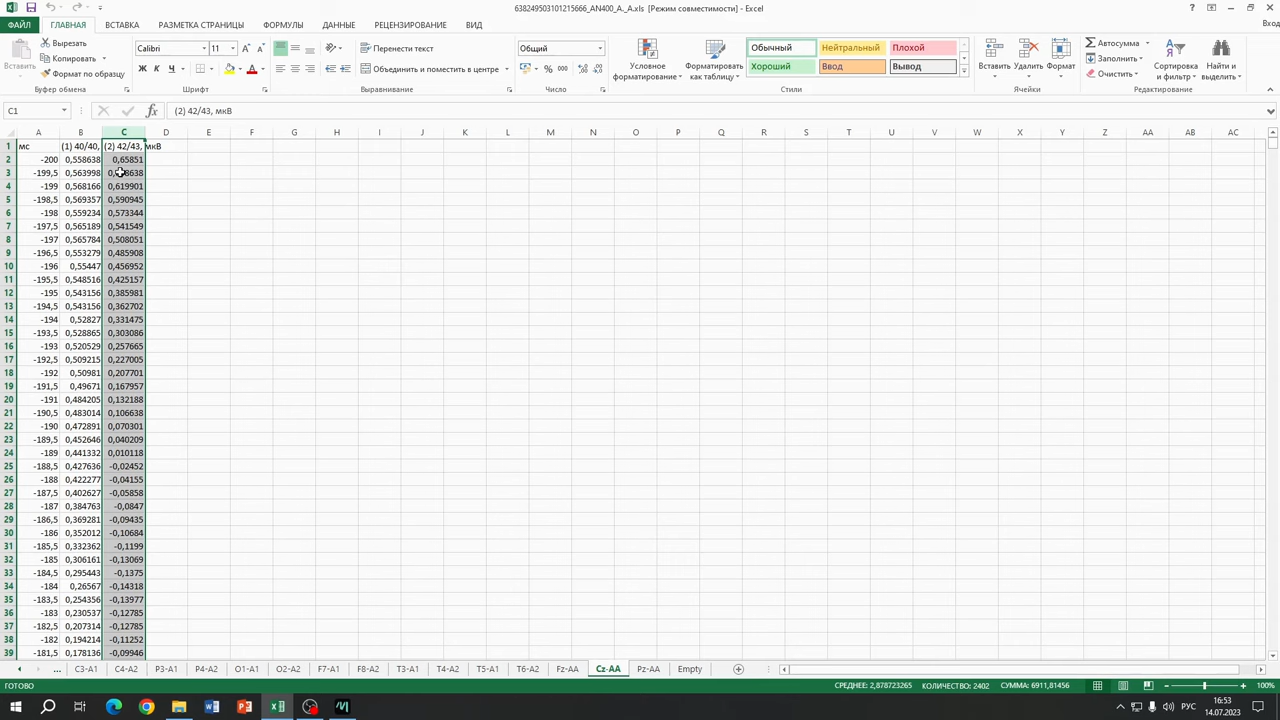 638249503101215666_AN400_A._A.xls [Режим совместимости] - Excel
ФАЙЛ ГЛАВНАЯ ВСТАВКА РАЗМЕТКА СТРАНИЦЫ ФОРМУЛЫ ДАННЫЕ РЕЦЕНЗИРОВАНИЕ ВИД Вход
Вставить
Вырезать
Копировать
Формат по образцу
Буфер обмена
Calibri 11
Ж К Ч
Шрифт
Перенести текст
Объединить и поместить в центре
Выравнивание
Общий
Число
Условное форматирование
Форматировать как таблицу
Обычный Нейтральный Плохой
Хороший Ввод Вывод
Стили
Вставить Удалить Формат
Ячейки
Автосумма
Заполнить
Очистить
Сортировка и фильтр
Найти и выделить
Редактирование
C1 fx (2) 42/43, мкВ
A B C D E F G H I J K L M N O P Q R S T U V W X Y Z AA AB AC
1 мс (1) 40/40, (2) 42/43, мкВ
2 -200 0,558638 0,65851
3 -199,5 0,563998 0, 8638
4 -199 0,568166 0,619901
5 -198,5 0,569357 0,590945
6 -198 0,559234 0,573344
7 -197,5 0,565189 0,541549
8 -197 0,565784 0,508051
9 -196,5 0,553279 0,485908
10 -196 0,55447 0,456952
11 -195,5 0,548516 0,425157
12 -195 0,543156 0,385981
13 -194,5 0,543156 0,362702
14 -194 0,52827 0,331475
15 -193,5 0,528865 0,303086
16 -193 0,520529 0,257665
17 -192,5 0,509215 0,227005
18 -192 0,50981 0,207701
19 -191,5 0,49671 0,167957
20 -191 0,484205 0,132188
21 -190,5 0,483014 0,106638
22 -190 0,472891 0,070301
23 -189,5 0,452646 0,040209
24 -189 0,441332 0,010118
25 -188,5 0,427636 -0,02452
26 -188 0,422277 -0,04155
27 -187,5 0,402627 -0,05858
28 -187 0,384763 -0,0847
29 -186,5 0,369281 -0,09435
30 -186 0,352012 -0,10684
31 -185,5 0,332362 -0,1199
32 -185 0,306161 -0,13069
33 -184,5 0,295443 -0,1375
34 -184 0,26567 -0,14318
35 -183,5 0,254356 -0,13977
36 -183 0,230537 -0,12785
37 -182,5 0,207314 -0,12785
38 -182 0,194214 -0,11252
39 -181,5 0,178136 -0,09946
... C3-A1 C4-A2 P3-A1 P4-A2 O1-A1 O2-A2 F7-A1 F8-A2 T3-A1 T4-A2 T5-A1 T6-A2 Fz-AA Cz-AA Pz-AA Empty
ГОТОВО СРЕДНЕЕ: 2,878723265 КОЛИЧЕСТВО: 2402 СУММА: 6911,81456 100%
РУС 16:53
14.07.2023